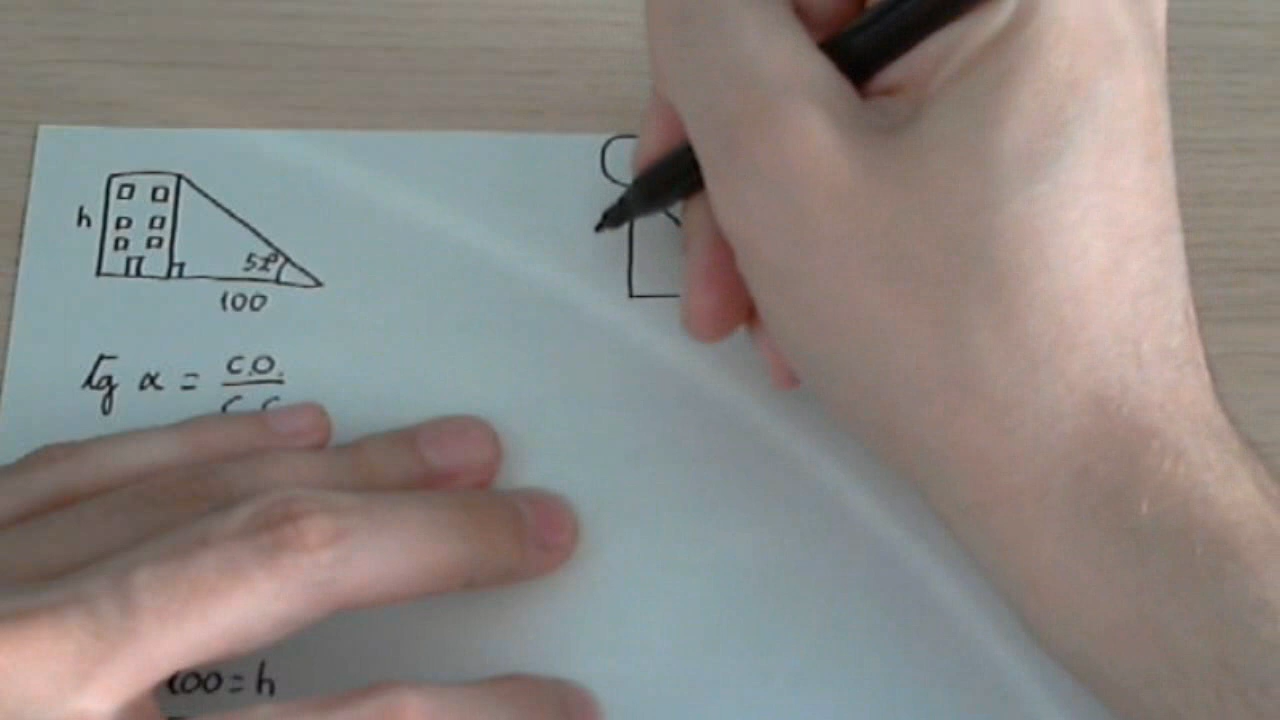 h
52°
100
tg α = C.O.
100 = h